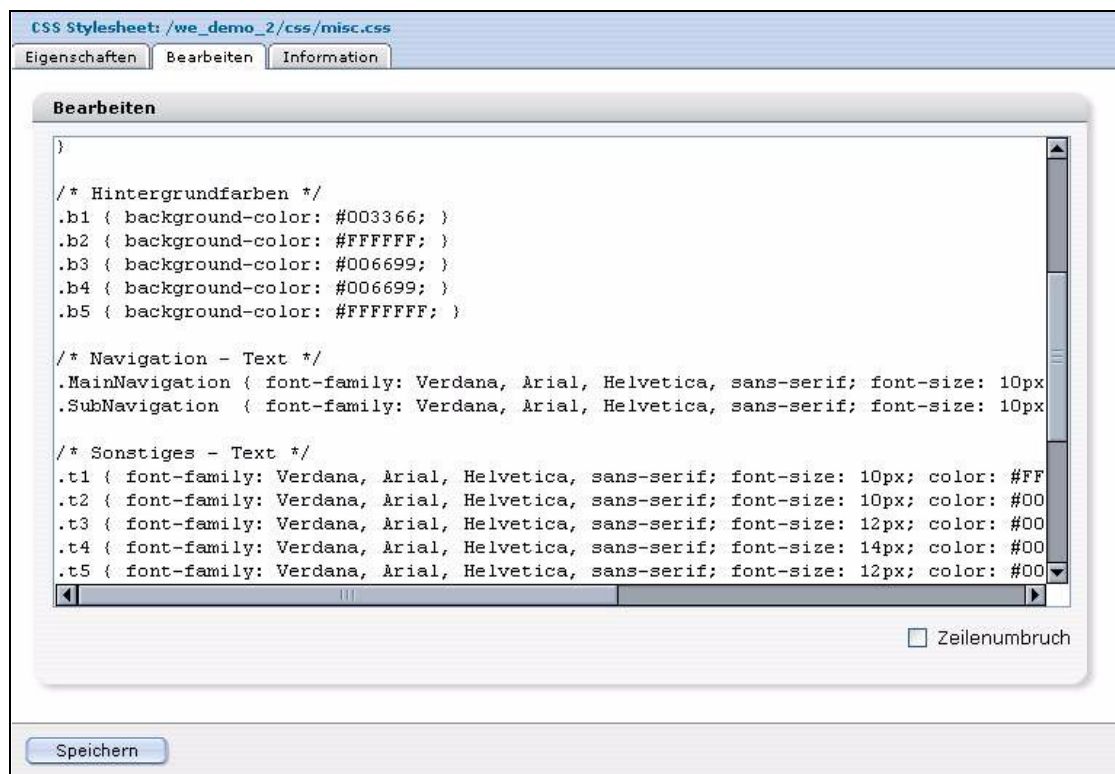 CSS Stylesheet: /we_demo_2/css/misc.css
Eigenschaften Bearbeiten Information
Bearbeiten
}
/* Hintergrundfarben */
.b1 { background-color: #003366; }
.b2 { background-color: #FFFFFF; }
.b3 { background-color: #006699; }
.b4 { background-color: #006699; }
.b5 { background-color: #FFFFFFF; }
/* Navigation - Text */
.MainNavigation { font-family: Verdana, Arial, Helvetica, sans-serif; font-size: 10px
.SubNavigation  { font-family: Verdana, Arial, Helvetica, sans-serif; font-size: 10px
/* Sonstiges - Text */
.t1 { font-family: Verdana, Arial, Helvetica, sans-serif; font-size: 10px; color: #FF
.t2 { font-family: Verdana, Arial, Helvetica, sans-serif; font-size: 10px; color: #00
.t3 { font-family: Verdana, Arial, Helvetica, sans-serif; font-size: 12px; color: #00
.t4 { font-family: Verdana, Arial, Helvetica, sans-serif; font-size: 14px; color: #00
.t5 { font-family: Verdana, Arial, Helvetica, sans-serif; font-size: 12px; color: #00
Zeilenumbruch
Speichern